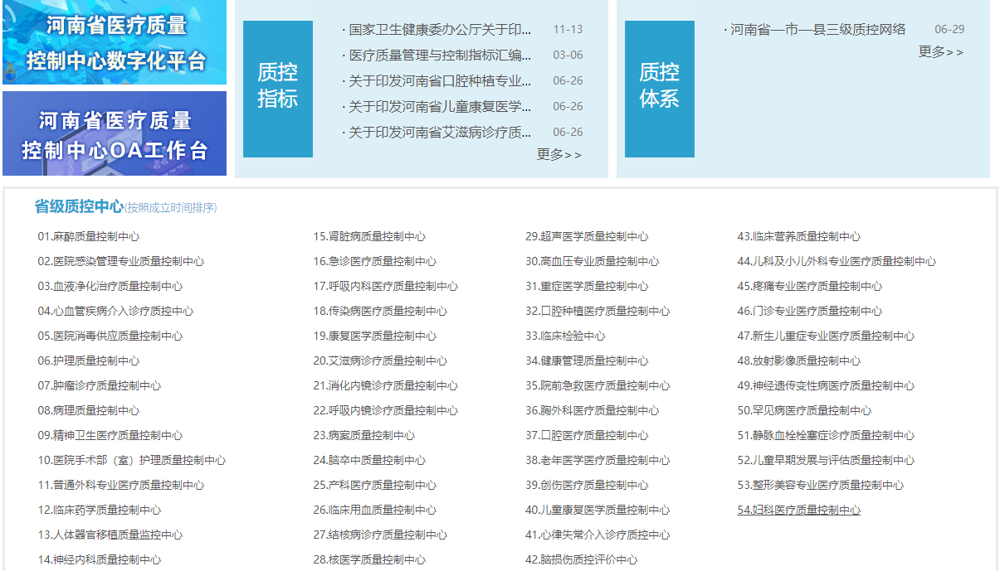 河南省医疗质量
控制中心数字化平台
河南省医疗质量
控制中心OA工作台
质控
指标
· 国家卫生健康委办公厅关于印... 11-13
· 医疗质量管理与控制指标汇编... 03-06
· 关于印发河南省口腔种植专业... 06-26
· 关于印发河南省儿童康复医学... 06-26
· 关于印发河南省艾滋病诊疗质... 06-26
更多>>
质控
体系
· 河南省—市—县三级质控网络 06-29
更多>>
省级质控中心(按照成立时间排序)
01.麻醉质量控制中心
02.医院感染管理专业质量控制中心
03.血液净化治疗质量控制中心
04.心血管疾病介入诊疗质控中心
05.医院消毒供应质量控制中心
06.护理质量控制中心
07.肿瘤诊疗质量控制中心
08.病理质量控制中心
09.精神卫生医疗质量控制中心
10.医院手术部（室）护理质量控制中心
11.普通外科专业医疗质量控制中心
12.临床药学质量控制中心
13.人体器官移植质量监控中心
14.神经内科质量控制中心
15.肾脏病质量控制中心
16.急诊医疗质量控制中心
17.呼吸内科医疗质量控制中心
18.传染病医疗质量控制中心
19.康复医学质量控制中心
20.艾滋病诊疗质量控制中心
21.消化内镜诊疗质量控制中心
22.呼吸内镜诊疗质量控制中心
23.病案质量控制中心
24.脑卒中质量控制中心
25.产科医疗质量控制中心
26.临床用血质量控制中心
27.结核病诊疗质量控制中心
28.核医学质量控制中心
29.超声医学质量控制中心
30.高血压专业质量控制中心
31.重症医学质量控制中心
32.口腔种植医疗质量控制中心
33.临床检验中心
34.健康管理质量控制中心
35.院前急救医疗质量控制中心
36.胸外科医疗质量控制中心
37.口腔医疗质量控制中心
38.老年医学医疗质量控制中心
39.创伤医疗质量控制中心
40.儿童康复医学质量控制中心
41.心律失常介入诊疗质控中心
42.脑损伤质控评价中心
43.临床营养质量控制中心
44.儿科及小儿外科专业医疗质量控制中心
45.疼痛专业医疗质量控制中心
46.门诊专业医疗质量控制中心
47.新生儿重症专业医疗质量控制中心
48.放射影像质量控制中心
49.神经遗传变性病医疗质量控制中心
50.罕见病医疗质量控制中心
51.静脉血栓栓塞症诊疗质量控制中心
52.儿童早期发展与评估质量控制中心
53.整形美容专业医疗质量控制中心
54.妇科医疗质量控制中心